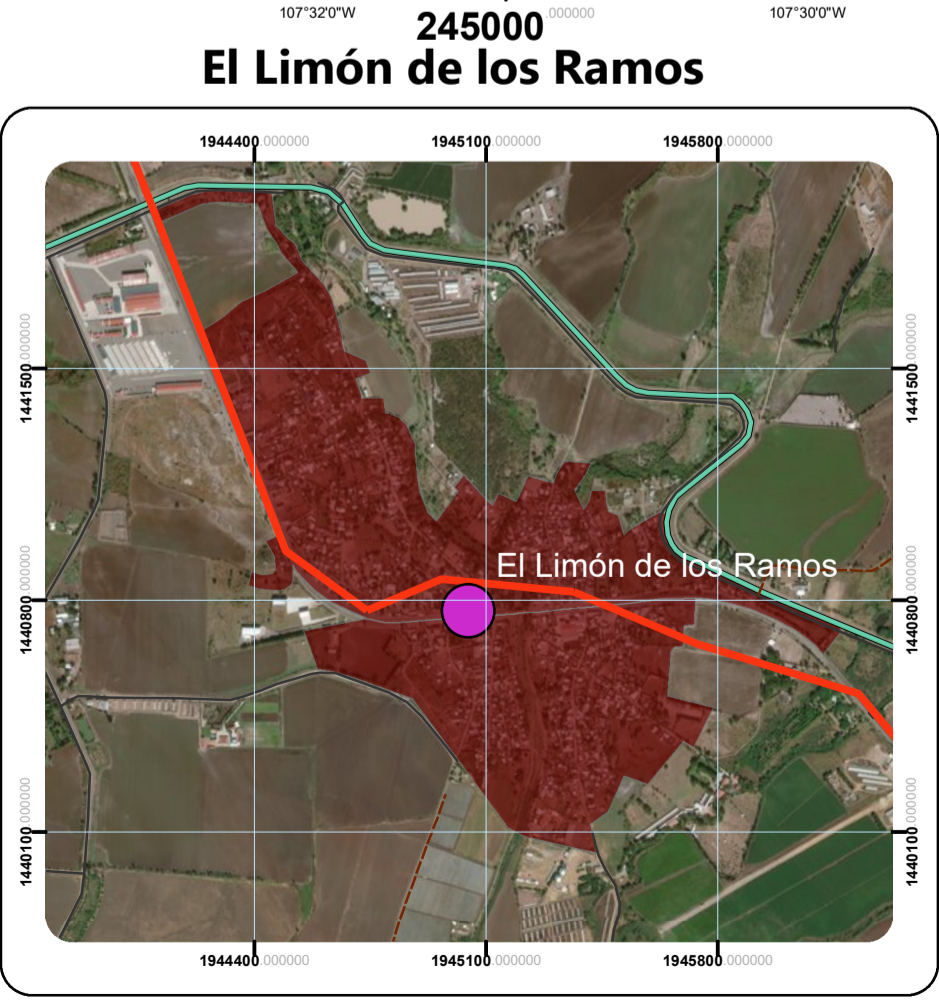 107°32'0"W .000000 107°30'0"W
245000
El Limón de los Ramos
1944400.000000 1945100.000000 1945800.000000
1441500.000000 1441500.000000
El Limón de los Ramos
1440800.000000 1440800.000000
1440100.000000 1440100.000000
1944400.000000 1945100.000000 1945800.000000